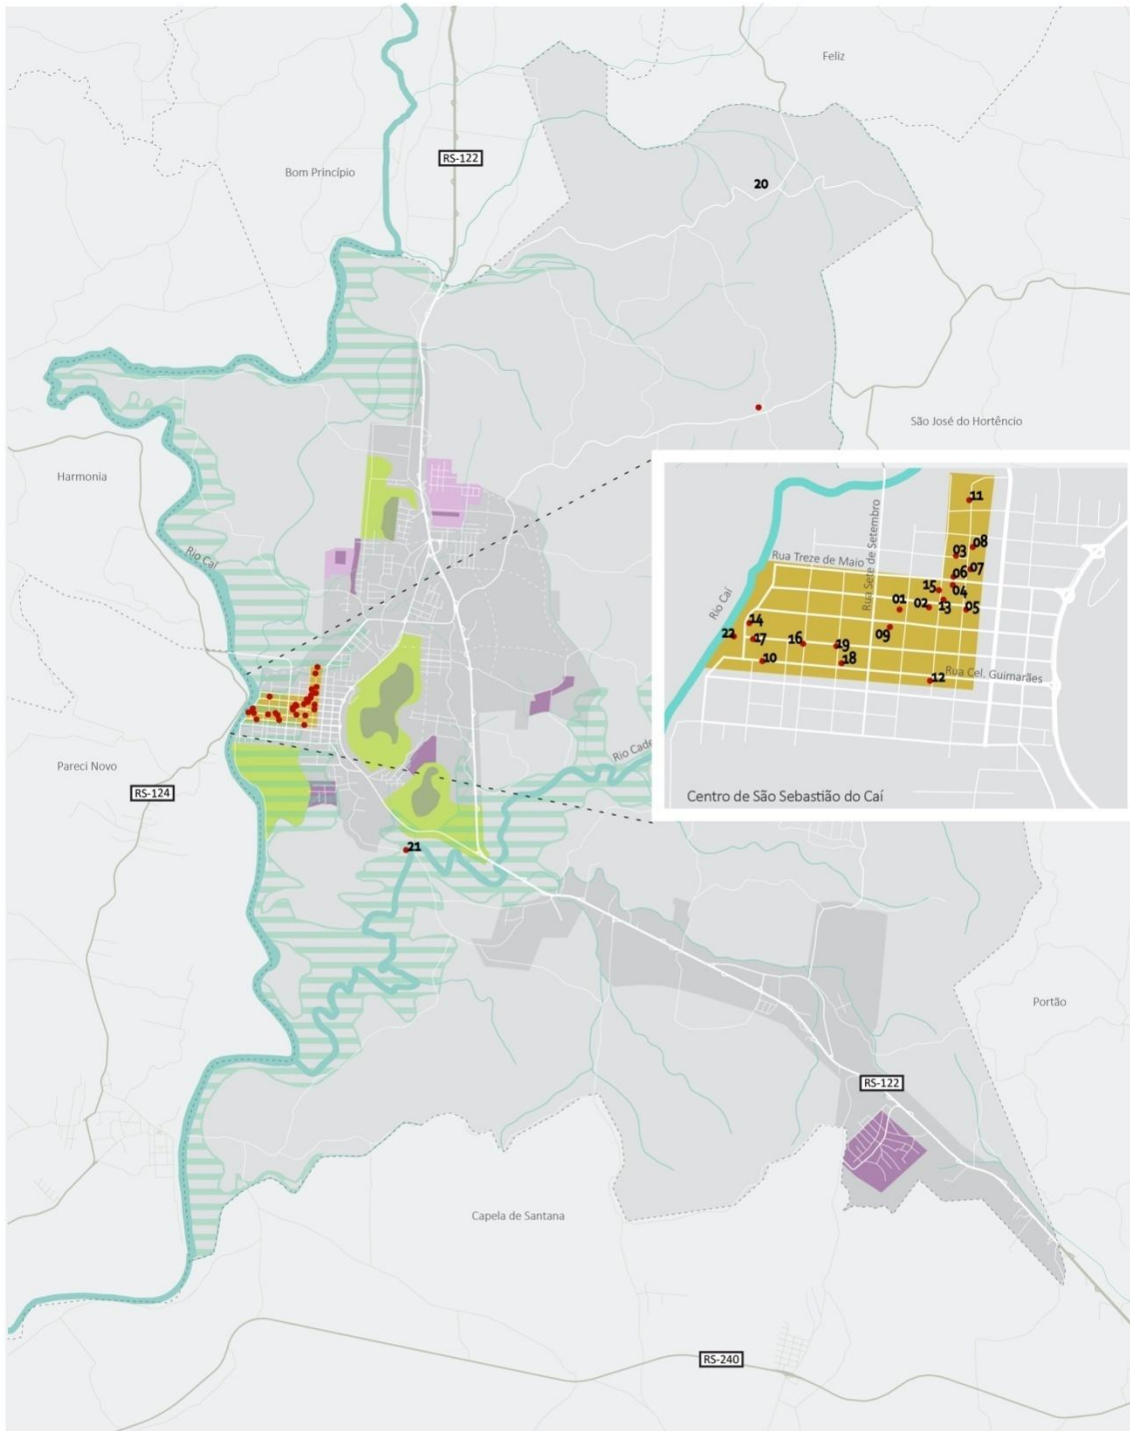 Feliz
RS-122
Bom Princípio
20
São José do Hortêncio
Harmonia
Rio Caí
11
Rua Sete de Setembro
08
03
Rua Treze de Maio
07
06
15
04
Rio Caí
01
02
13
05
14
09
22
17
16
19
10
18
Rua Cel. Guimarães
12
Centro de São Sebastião do Caí
Rio Cade
Pareci Novo
RS-124
21
Portão
RS-122
Capela de Santana
RS-240